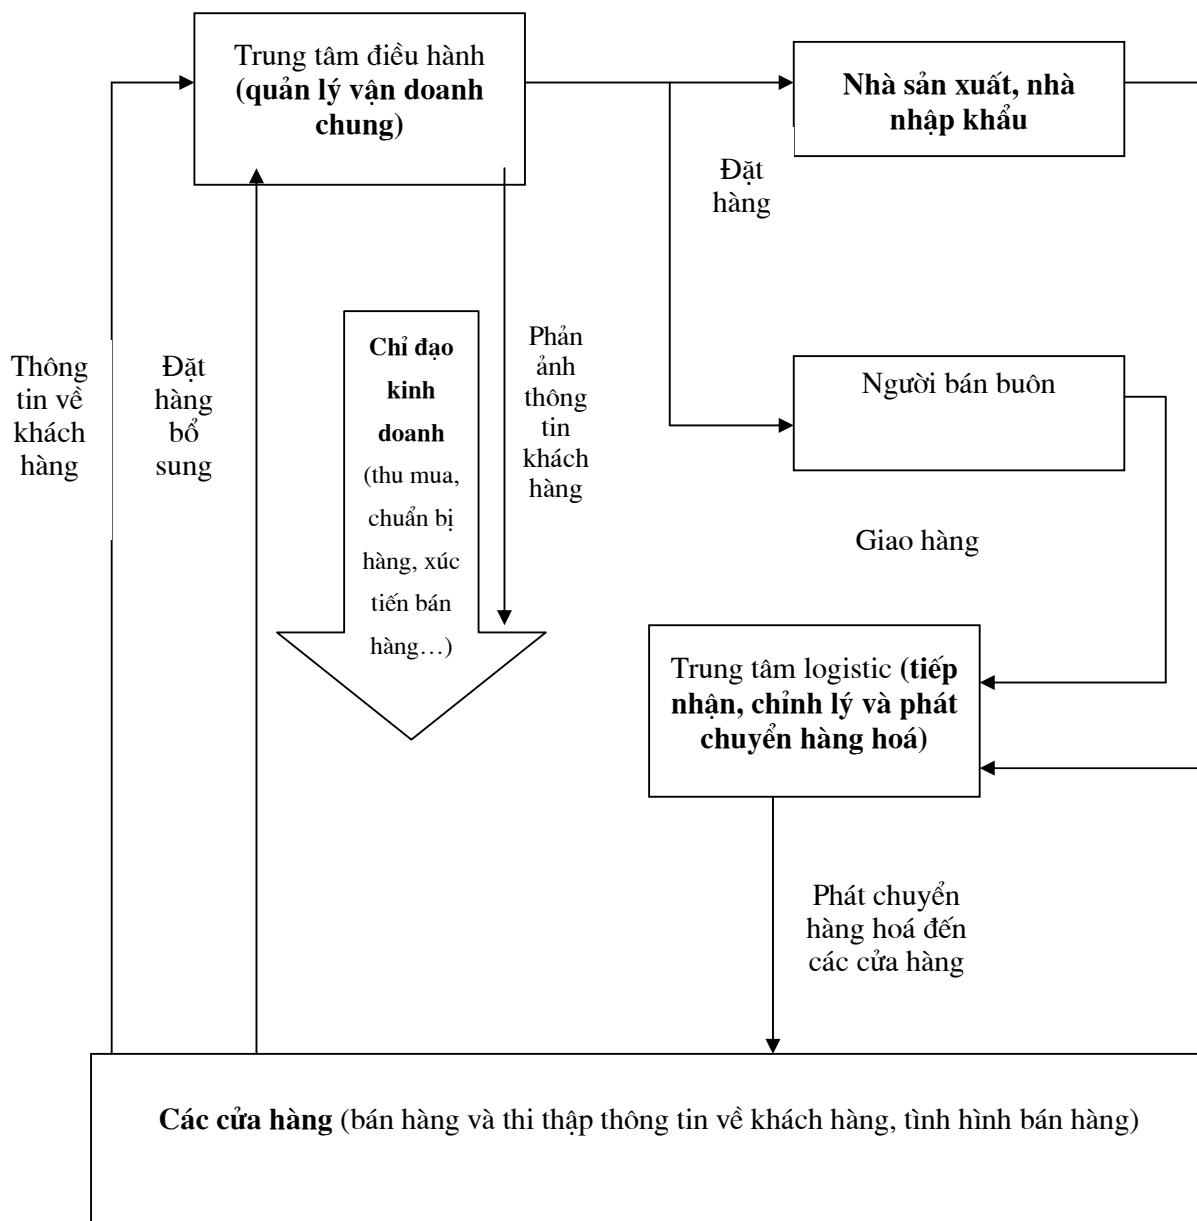 Trung tâm điều hành
(quản lý vận doanh
chung)
Nhà sản xuất, nhà
nhập khẩu
Đặt
hàng
Thông
tin về
khách
hàng
Đặt
hàng
bổ
sung
Chỉ đạo
kinh
doanh
(thu mua,
chuẩn bị
hàng, xúc
tiến bán
hàng…)
Phản
ảnh
thông
tin
khách
hàng
Người bán buôn
Giao hàng
Trung tâm logistic (tiếp
nhận, chỉnh lý và phát
chuyển hàng hoá)
Phát chuyển
hàng hoá đến
các cửa hàng
Các cửa hàng (bán hàng và thi thập thông tin về khách hàng, tình hình bán hàng)